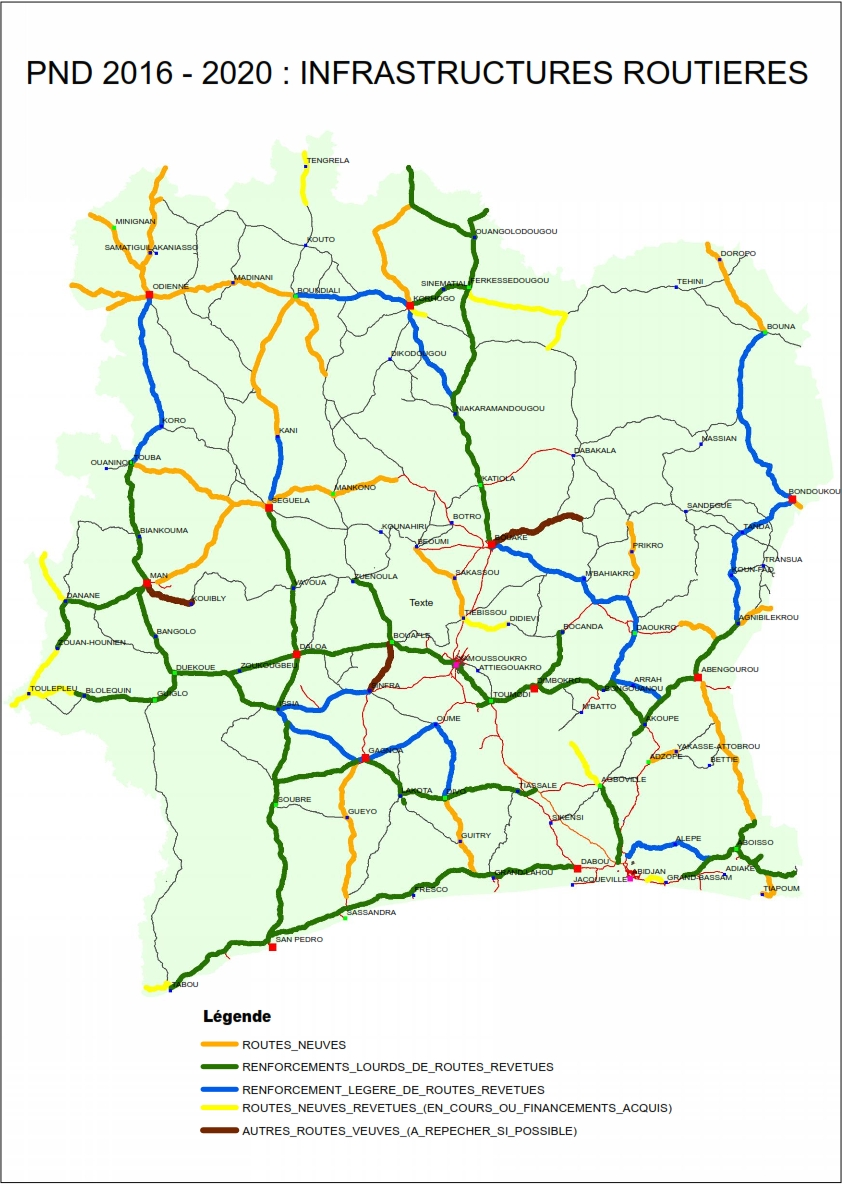 PND 2016 - 2020 : INFRASTRUCTURES ROUTIERES
TENGRELA
MINIGNAN
OUANGOLODOUGOU
KOUTO
SAMATIGUILAKANIASSO
DOROPO
MADINANI
SINEMATIALI
FERKESSEDOUGOU
TEHINI
ODIENNE
BOUNDIALI
KORHOGO
BOUNA
DIKODOUGOU
NIAKARAMANDOUGOU
KORO
KANI
NASSIAN
DABAKALA
OUANINOU
TOUBA
KATIOLA
MANKONO
BONDOUKOU
SEGUELA
SANDEGUE
BOTRO
KOUNAHIRI
TANDA
BIANKOUMA
BOUAKE
BEOUMI
PRIKRO
TRANSUA
KOUN-FAO
SAKASSOU
M'BAHIAKRO
MAN
ZUENOULA
VAVOUA
DANANE
KOUIBLY
Texte
TIEBISSOU
DIDIEVI
AGNIBILEKROU
BOCANDA
DAOUKRO
BANGOLO
BOUAFLE
ZOUAN-HOUNIEN
DALOA
YAMOUSSOUKRO
ATTIEGOUAKRO
DUEKOUE
ZOUKOUGBEU
ABENGOUROU
DIMBOKRO
ARRAH
BONGOUANOU
TOULEPLEU
BLOLEQUIN
GUIGLO
SINFRA
TOUMODI
ISSIA
M'BATTO
OUME
AKOUPE
GAGNOA
YAKASSE-ATTOBROU
ADZOPE
BETTIE
AGBOVILLE
LAKOTA
DIVO
TIASSALE
SOUBRE
GUEYO
SIKENSI
GUITRY
ALEPE
ABOISSO
DABOU
GRAND-LAHOU
ABIDJAN
ADIAKE
JACQUEVILLE
GRAND-BASSAM
FRESCO
TIAPOUM
SASSANDRA
SAN PEDRO
TABOU
Légende
ROUTES_NEUVES
RENFORCEMENTS_LOURDS_DE_ROUTES_REVETUES
RENFORCEMENT_LEGERE_DE_ROUTES_REVETUES
ROUTES_NEUVES_REVETUES_(EN_COURS_OU_FINANCEMENTS_ACQUIS)
AUTRES_ROUTES_VEUVES_(A_REPECHER_SI_POSSIBLE)